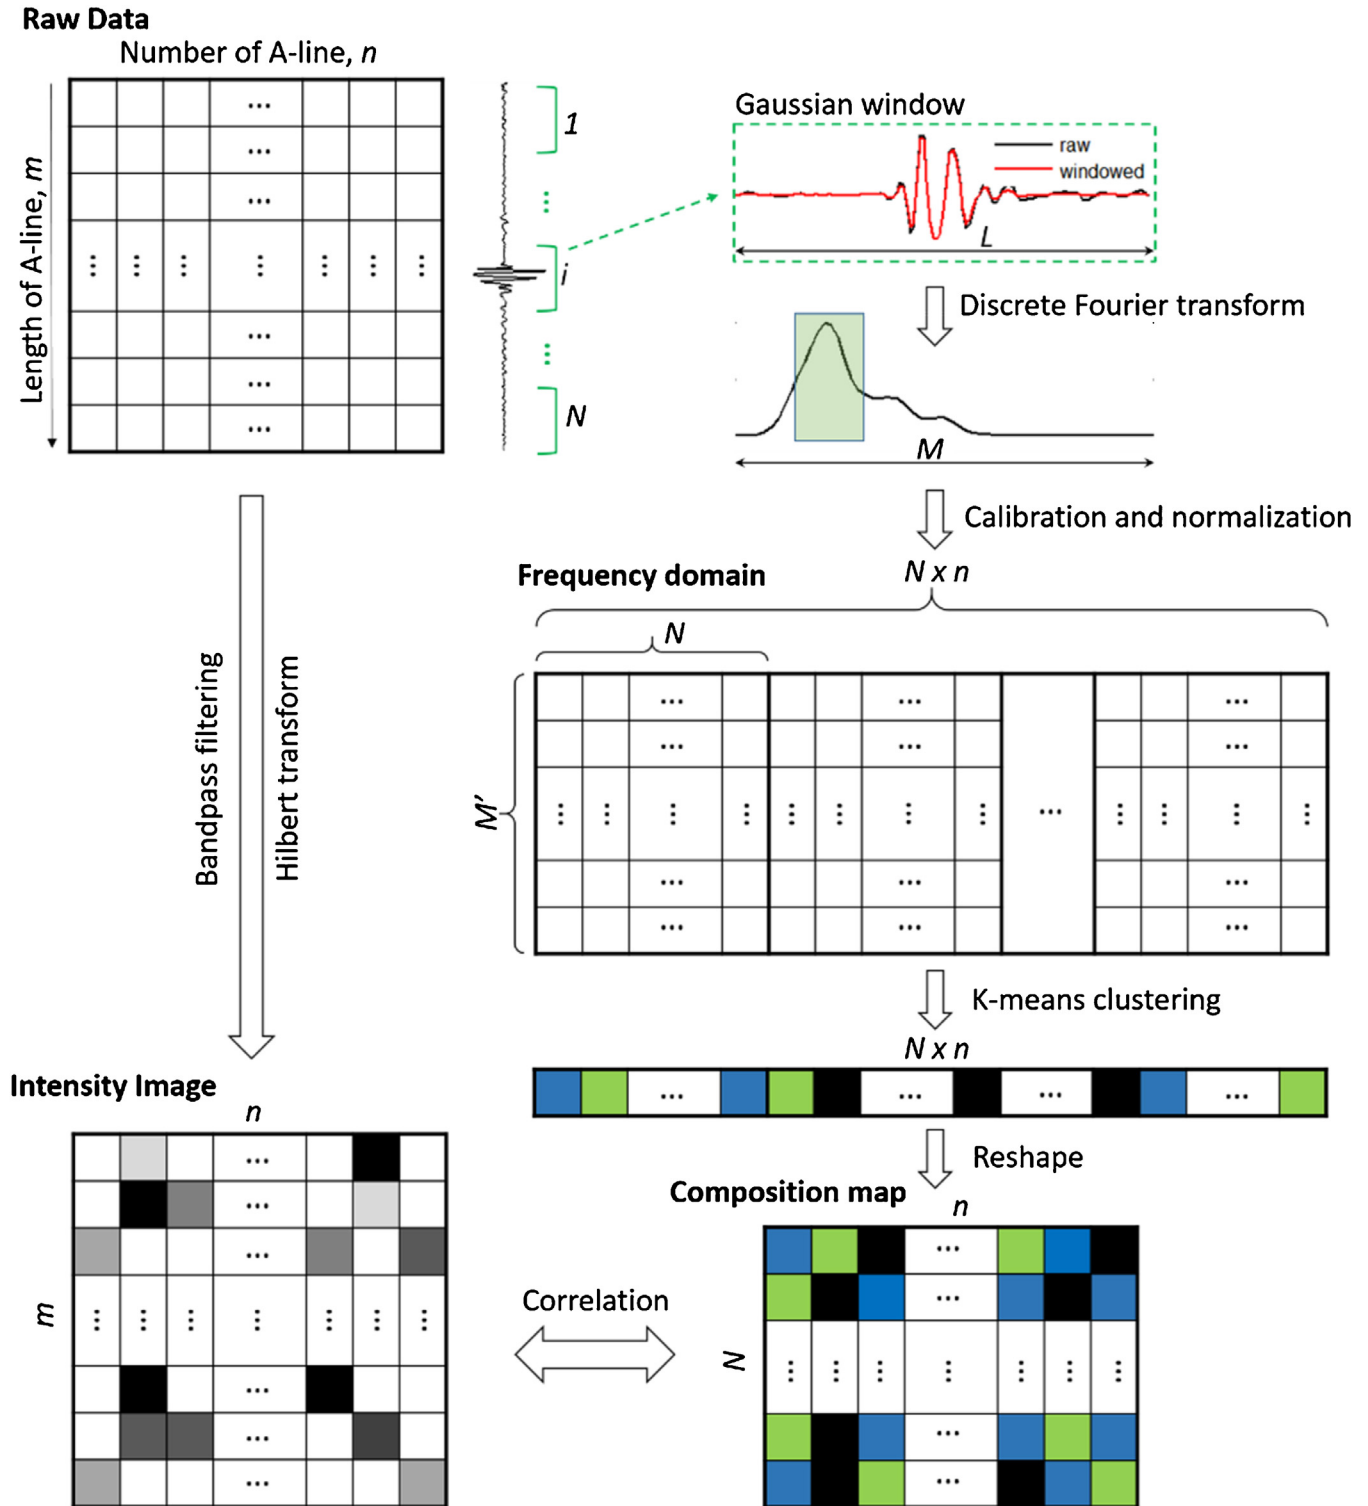 Raw Data
Number of A-line, n
Length of A-line, m
1
i
N
Gaussian window
raw
windowed
L
Discrete Fourier transform
M
Calibration and normalization
Frequency domain
N x n
N
M'
K-means clustering
N x n
Reshape
Bandpass filtering
Hilbert transform
Intensity Image
n
m
Correlation
Composition map
n
N